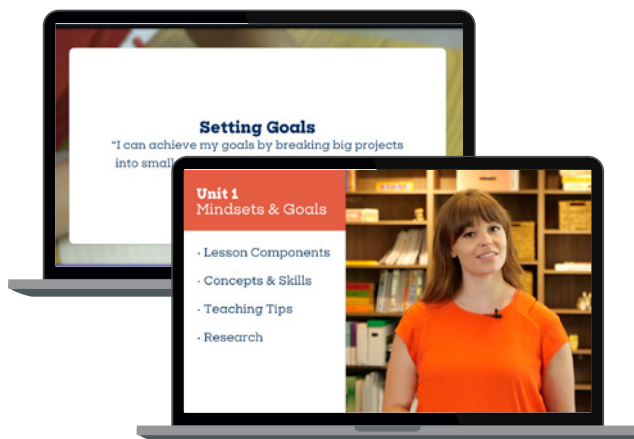 Setting Goals
"I can achieve my goals by breaking big projects
into small
Unit 1
Mindsets & Goals
· Lesson Components
· Concepts & Skills
· Teaching Tips
· Research